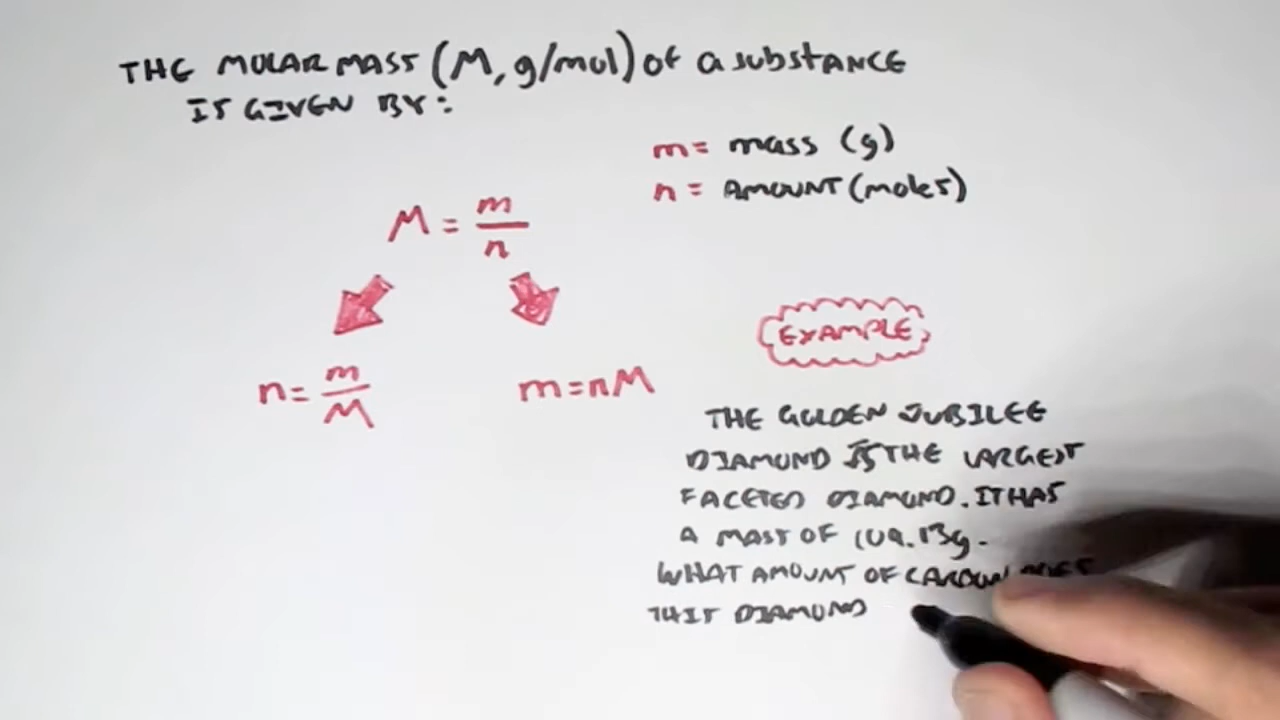 THE MOLAR MASS (M, g/mol) of a substance
IS GIVEN BY:
m = mass (g)
n = AMOUNT (moles)
M = m/n
n = m/M
m = nM
EXAMPLE
THE GOLDEN JUBILEE
DIAMOND IS THE LARGEST
FACETED DIAMOND. IT HAS
A MASS OF 109.13g.
WHAT AMOUNT OF CARBON DOES
THIS DIAMOND